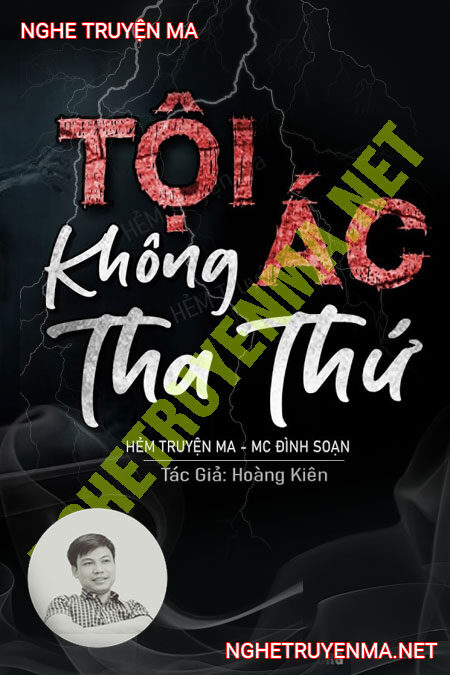 NGHE TRUYỆN MA
TỘI
ÁC
Không
Tha Thứ
HẺM TRUYỆN MA - MC ĐÌNH SOẠN
Tác Giả: Hoàng Kiên
NGHETRUYENMA.NET
NGHETRUYENMA.NET